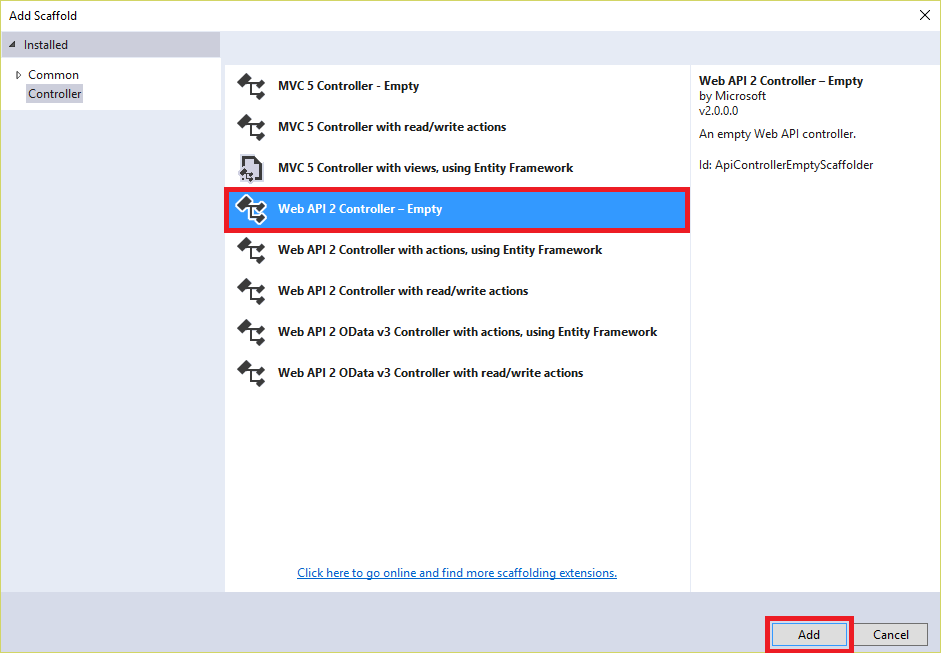 Add Scaffold
Installed
Common
Controller
MVC 5 Controller - Empty
MVC 5 Controller with read/write actions
MVC 5 Controller with views, using Entity Framework
Web API 2 Controller – Empty
Web API 2 Controller with actions, using Entity Framework
Web API 2 Controller with read/write actions
Web API 2 OData v3 Controller with actions, using Entity Framework
Web API 2 OData v3 Controller with read/write actions
Click here to go online and find more scaffolding extensions.
Web API 2 Controller – Empty
by Microsoft
v2.0.0.0
An empty Web API controller.
Id: ApiControllerEmptyScaffolder
Add
Cancel